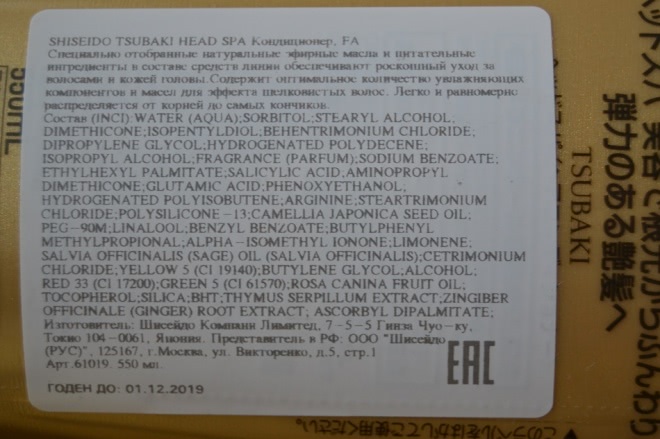 SHISEIDO TSUBAKI HEAD SPA Кондиционер, FA
Специально отобранные натуральные эфирные масла и питательные
ингредиенты в составе средств линии обеспечивают роскошный уход за
волосами и кожей головы.Содержит оптимальное количество увлажняющих
компонентов и масел для эффекта шелковистых волос. Легко и равномерно
распределяется от корней до самых кончиков.
Состав (INCI):WATER (AQUA);SORBITOL;STEARYL ALCOHOL;
DIMETHICONE;ISOPENTYLDIOL;BEHENTRIMONIUM CHLORIDE;
DIPROPYLENE GLYCOL;HYDROGENATED POLYDECENE;
ISOPROPYL ALCOHOL;FRAGRANCE (PARFUM);SODIUM BENZOATE;
ETHYLHEXYL PALMITATE;SALICYLIC ACID;AMINOPROPYL
DIMETHICONE;GLUTAMIC ACID;PHENOXYETHANOL,
HYDROGENATED POLYISOBUTENE;ARGININE;STEARTRIMONIUM
CHLORIDE;POLYSILICONE-13;CAMELLIA JAPONICA SEED OIL;
PEG-90M;LINALOOL;BENZYL BENZOATE;BUTYLPHENYL
METHYLPROPIONAL;ALPHA-ISOMETHYL IONONE;LIMONENE;
SALVIA OFFICINALIS (SAGE) OIL (SALVIA OFFICINALIS);CETRIMONIUM
CHLORIDE;YELLOW 5 (CI 19140);BUTYLENE GLYCOL;ALCOHOL;
RED 33 (CI 17200);GREEN 5 (CI 61570);ROSA CANINA FRUIT OIL;
TOCOPHEROL;SILICA;BHT;THYMUS SERPILLUM EXTRACT;ZINGIBER
OFFICINALE (GINGER) ROOT EXTRACT; ASCORBYL DIPALMITATE;
Изготовитель: Шисейдо Компани Лимитед, 7-5-5 Гинза Чуо-ку,
Токио 104-0061, Япония. Представитель в РФ: ООО "Шисейдо
(РУС)", 125167, г.Москва, ул. Викторенко, д.5, стр.1
Арт.61019. 550 мл.
EAC
ГОДЕН ДО: 01.12.2019
550mL
TSUBAKI
弾力のある艶髪へ